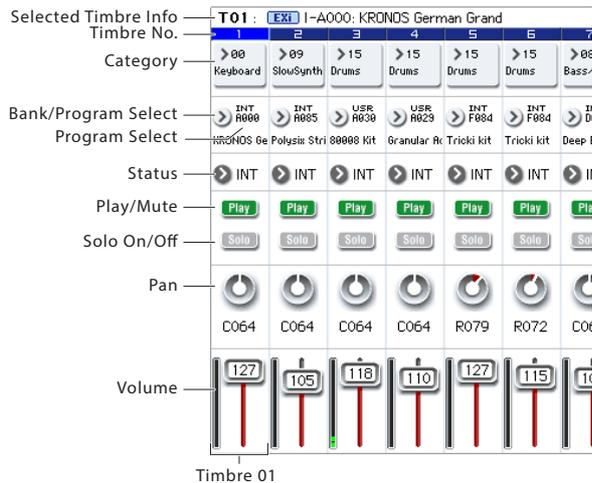 Selected Timbre Info T01 : EXi I-A000: KRONOS German Grand
Timbre No. 1 2 3 4 5 6 7
Category 00 09 15 15 15 15
Keyboard SlowSynth Drums Drums Drums Drums Bass
Bank/Program Select INT INT USR USR INT INT
A000 A085 A030 A029 F084 F084
Program Select KRONOS Ge Polysix Stri 80008 Kit Granular Ac Tricki kit Tricki kit Deep
Status INT INT INT INT INT INT
Play/Mute Play Play Play Play Play Play
Solo On/Off Solo Solo Solo Solo Solo Solo
Pan
C064 C064 C064 C064 R079 R072
Volume 127 105 118 110 127 115
Timbre 01